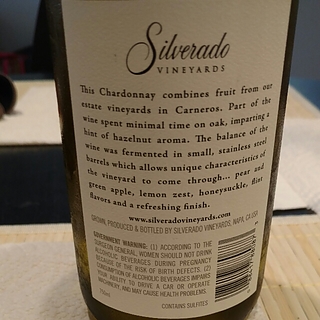 Silverado
VINEYARDS
This Chardonnay combines fruit from our
estate vineyards in Carneros. Part of the
wine spent minimal time on oak, imparting a
hint of hazelnut aroma. The balance of the
wine was fermented in small, stainless steel
barrels which allows unique characteristics of
the vineyard to come through... pear and
green apple, lemon zest, honeysuckle, flint
flavors and a refreshing finish.
www.silveradovineyards.com
GROWN, PRODUCED & BOTTLED BY SILVERADO VINEYARDS, NAPA, CA USA
GOVERNMENT WARNING: (1) ACCORDING TO THE
SURGEON GENERAL, WOMEN SHOULD NOT DRINK
ALCOHOLIC BEVERAGES DURING PREGNANCY
BECAUSE OF THE RISK OF BIRTH DEFECTS. (2)
CONSUMPTION OF ALCOHOLIC BEVERAGES IMPAIRS
YOUR ABILITY TO DRIVE A CAR OR OPERATE
MACHINERY, AND MAY CAUSE HEALTH PROBLEMS.
750ml
CONTAINS SULFITES